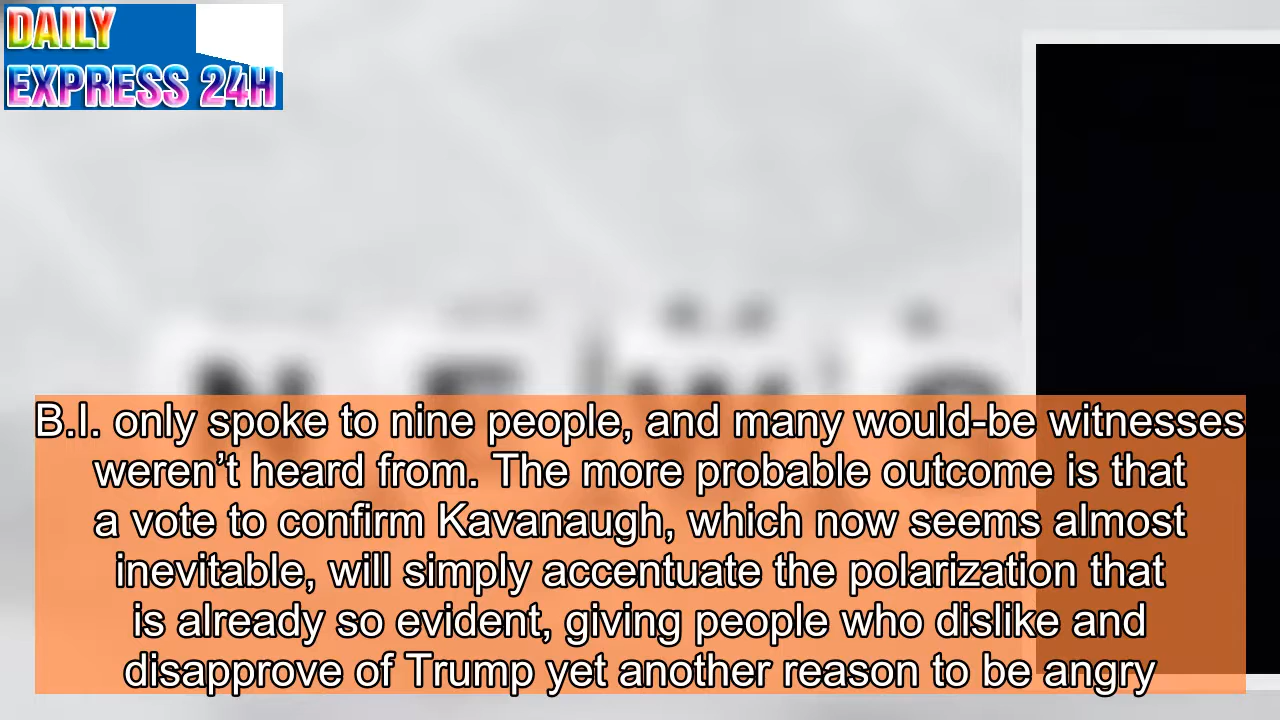 DAILY
EXPRESS 24H
NEWS
B.I. only spoke to nine people, and many would-be witnesses
weren’t heard from. The more probable outcome is that
a vote to confirm Kavanaugh, which now seems almost
inevitable, will simply accentuate the polarization that
is already so evident, giving people who dislike and
disapprove of Trump yet another reason to be angry